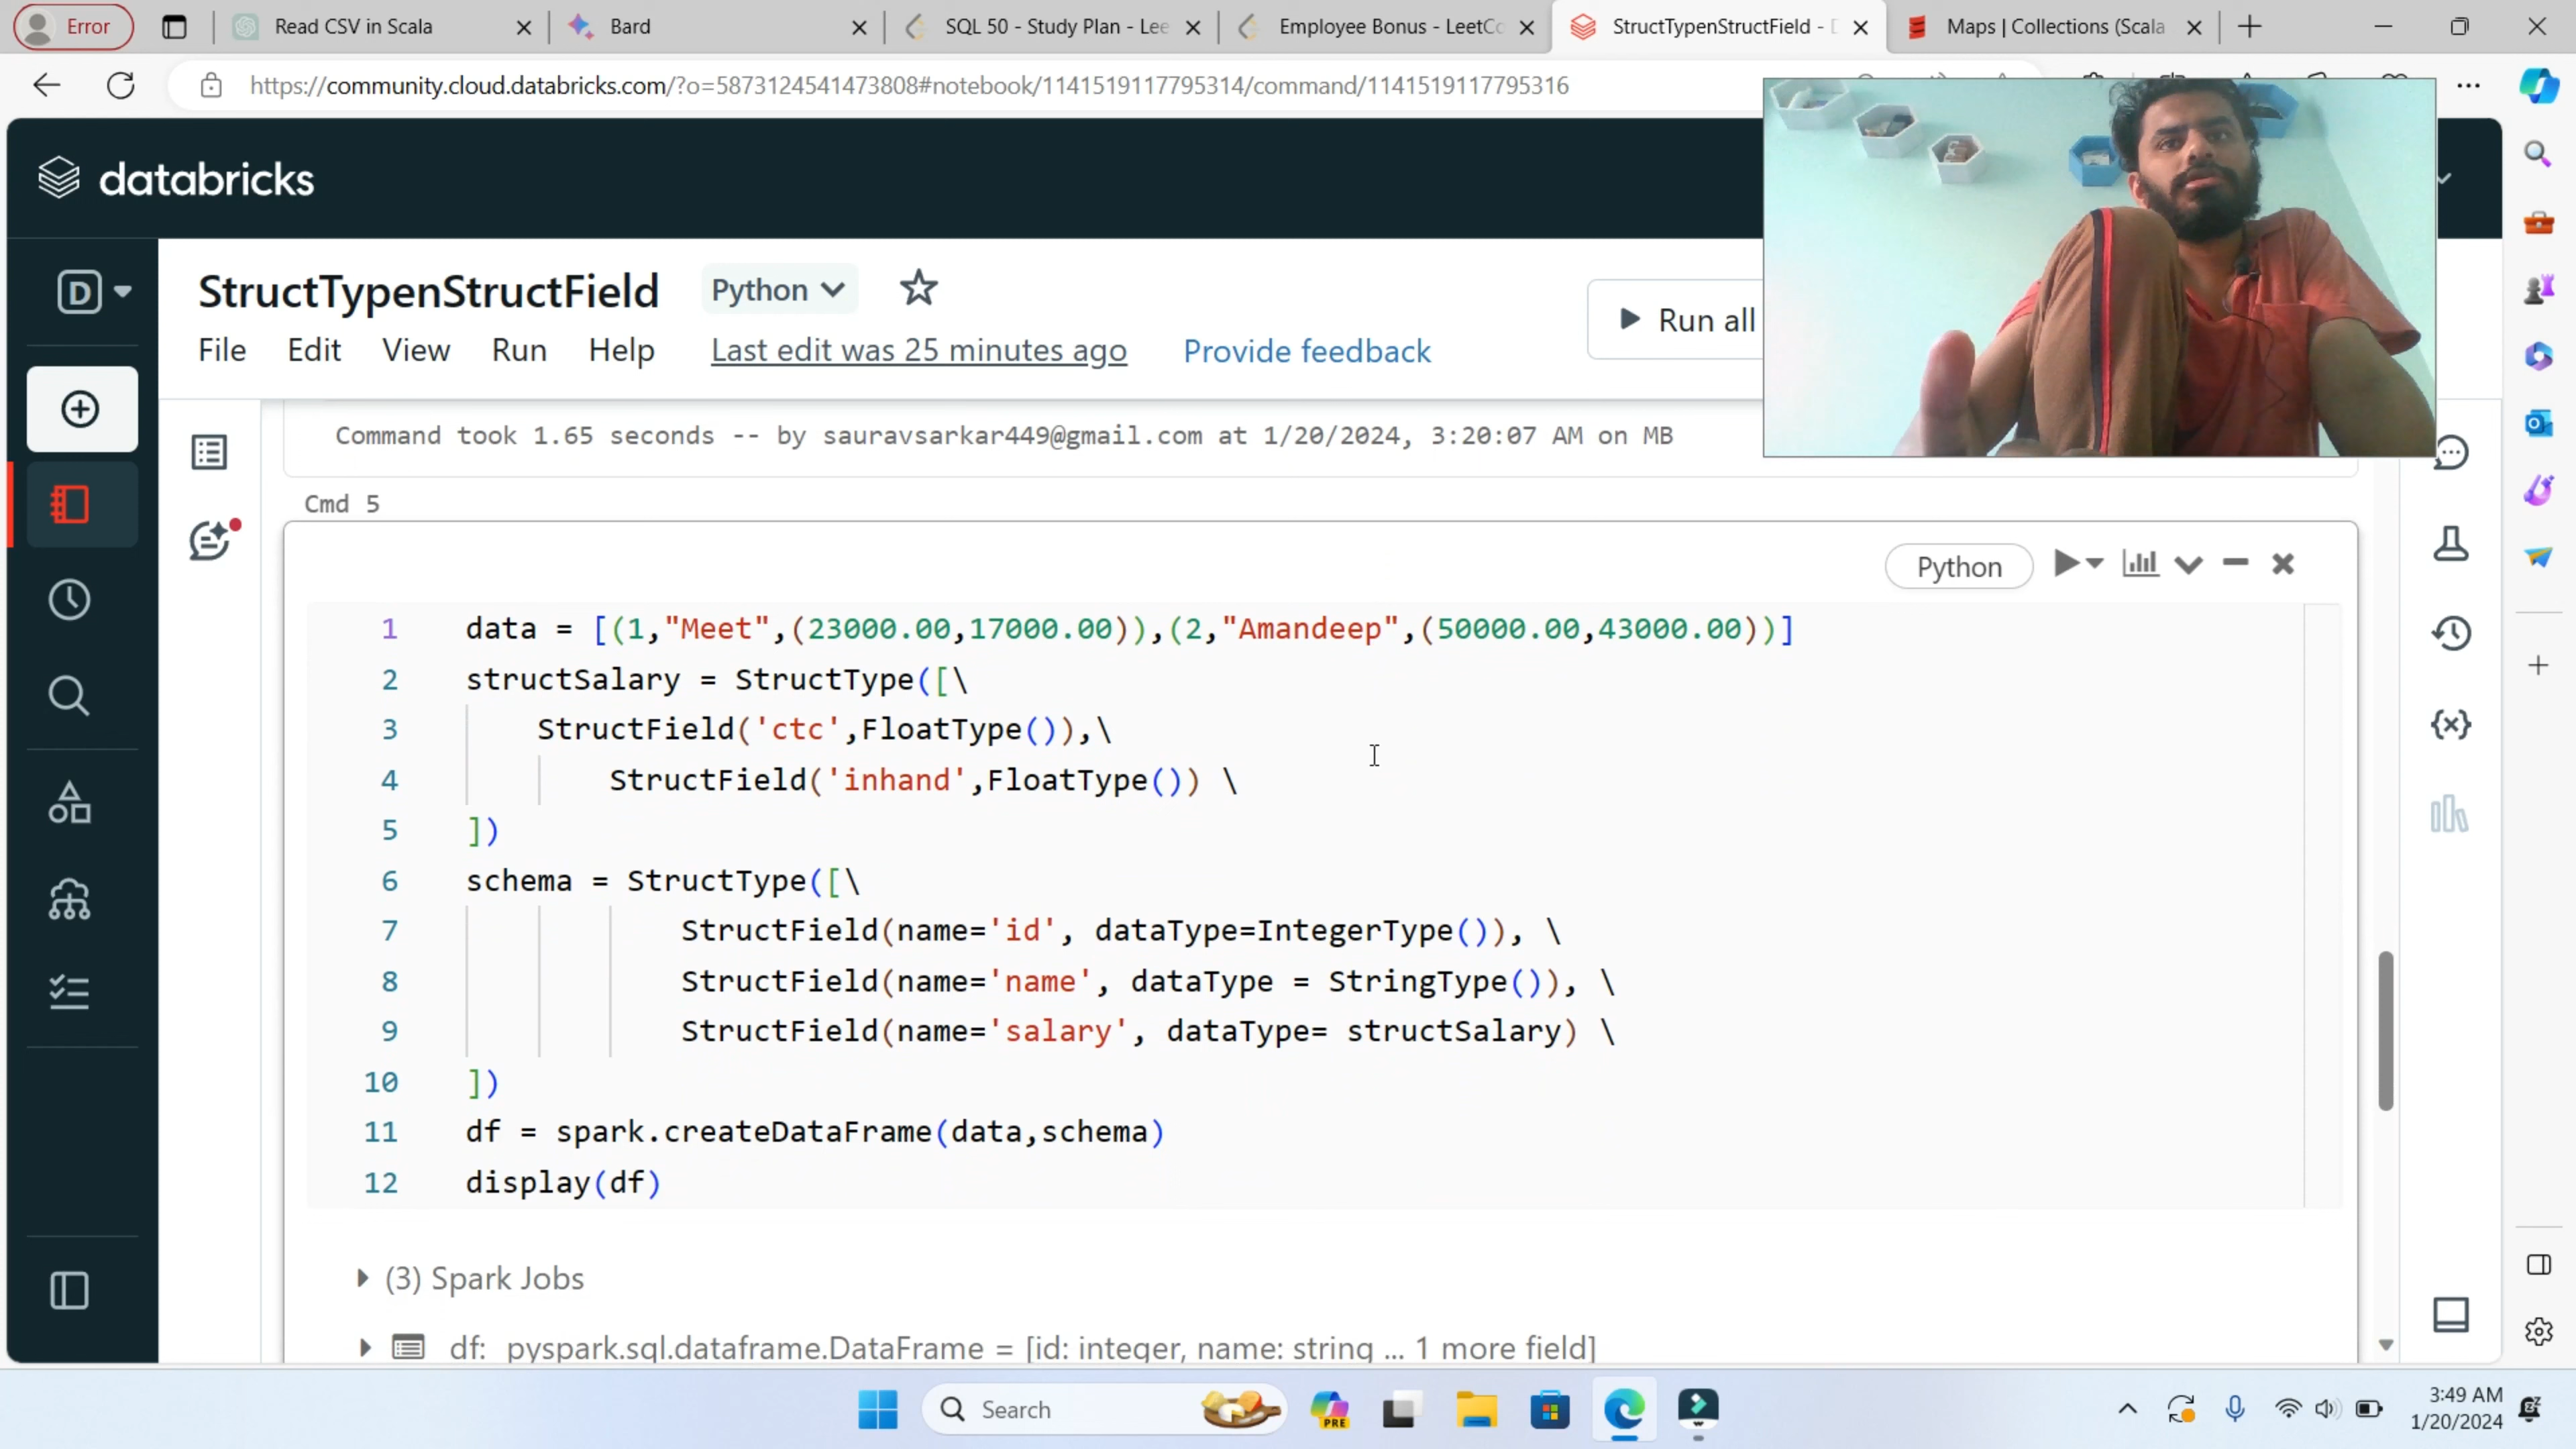 Error
Read CSV in Scala
Bard
SQL 50 - Study Plan - Lee
Employee Bonus - LeetCo
StructTypenStructField - D
Maps | Collections (Scala
https://community.cloud.databricks.com/?o=5873124541473808#notebook/1141519117795314/command/1141519117795316
databricks
D
StructTypenStructField
Python
File Edit View Run Help Last edit was 25 minutes ago Provide feedback
Run all
Command took 1.65 seconds -- by sauravsarkar449@gmail.com at 1/20/2024, 3:20:07 AM on MB
Cmd 5
Python
1 data = [(1,"Meet",(23000.00,17000.00)),(2,"Amandeep",(50000.00,43000.00))]
2 structSalary = StructType([\
3 StructField('ctc',FloatType()),\
4 StructField('inhand',FloatType()) \
5 ])
6 schema = StructType([\
7 StructField(name='id', dataType=IntegerType()), \
8 StructField(name='name', dataType = StringType()), \
9 StructField(name='salary', dataType= structSalary) \
10 ])
11 df = spark.createDataFrame(data,schema)
12 display(df)
(3) Spark Jobs
df: pyspark.sql.dataframe.DataFrame = [id: integer, name: string ... 1 more field]
Search
PRE
3:49 AM
1/20/2024